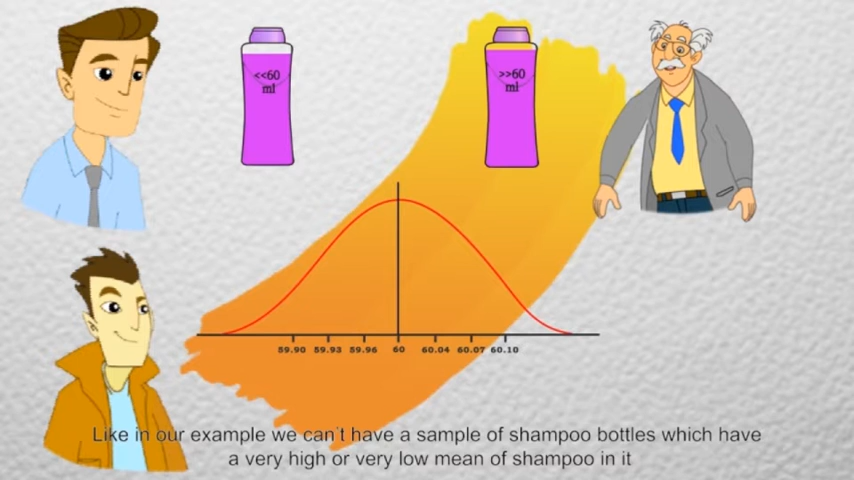 <<60
ml
>>60
ml
59.90 59.93 59.96 60 60.04 60.07 60.10
Like in our example we can't have a sample of shampoo bottles which have
a very high or very low mean of shampoo in it